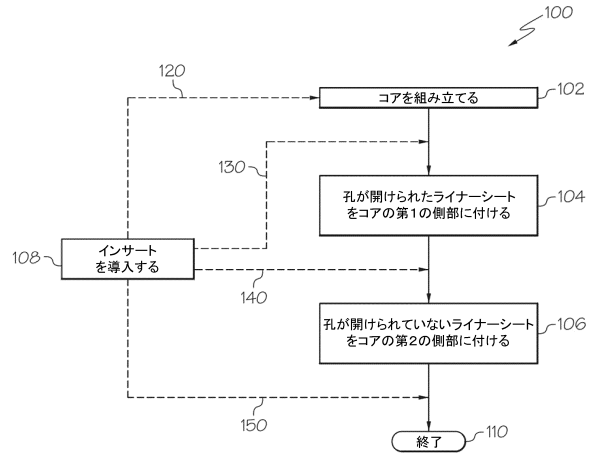 100
120
コアを組み立てる
102
130
孔が開けられたライナーシート
をコアの第1の側部に付ける
104
インサート
を導入する
108
140
孔が開けられていないライナーシート
をコアの第2の側部に付ける
106
150
終了
110